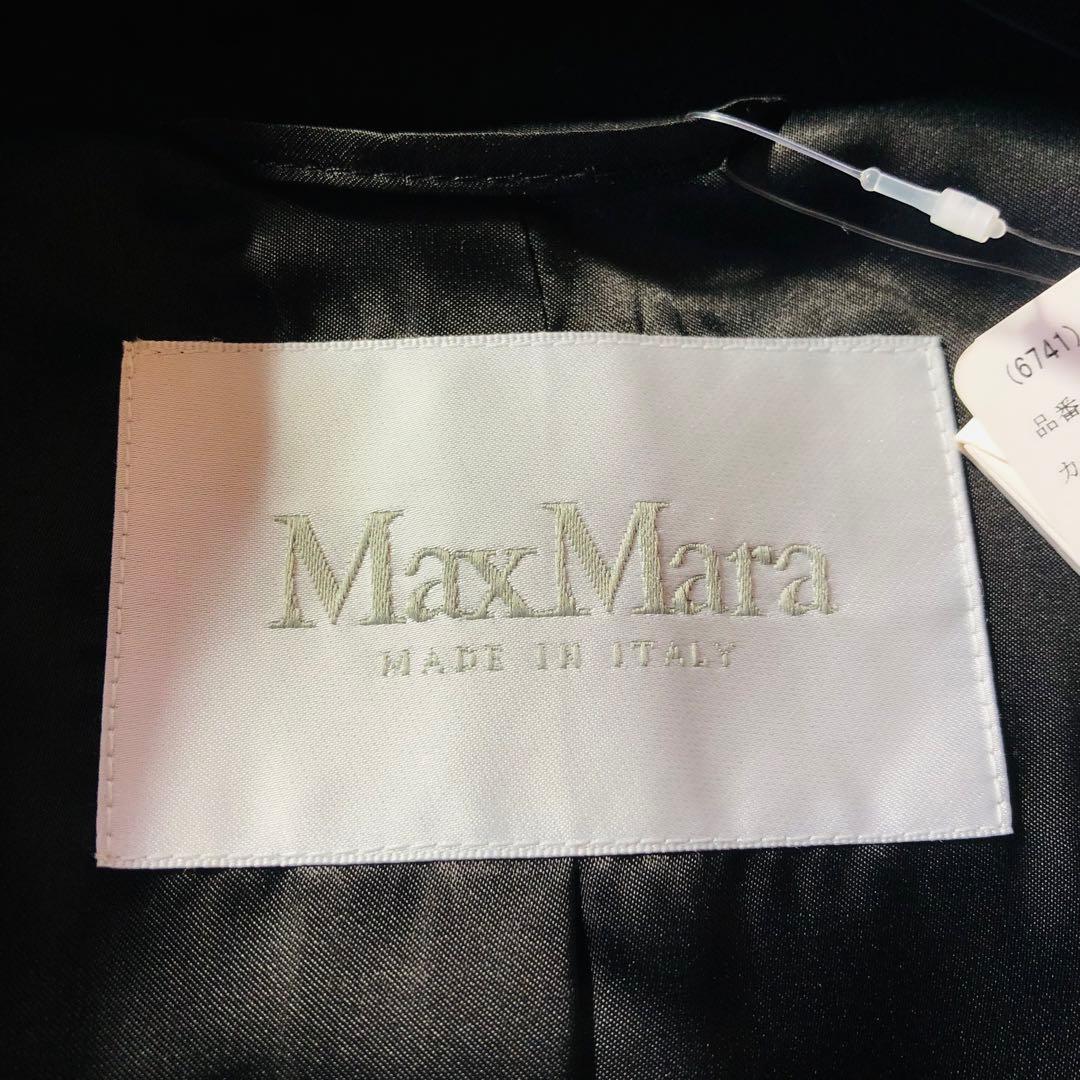 MaxMara
MADE IN ITALY
(6741)
品番
カ